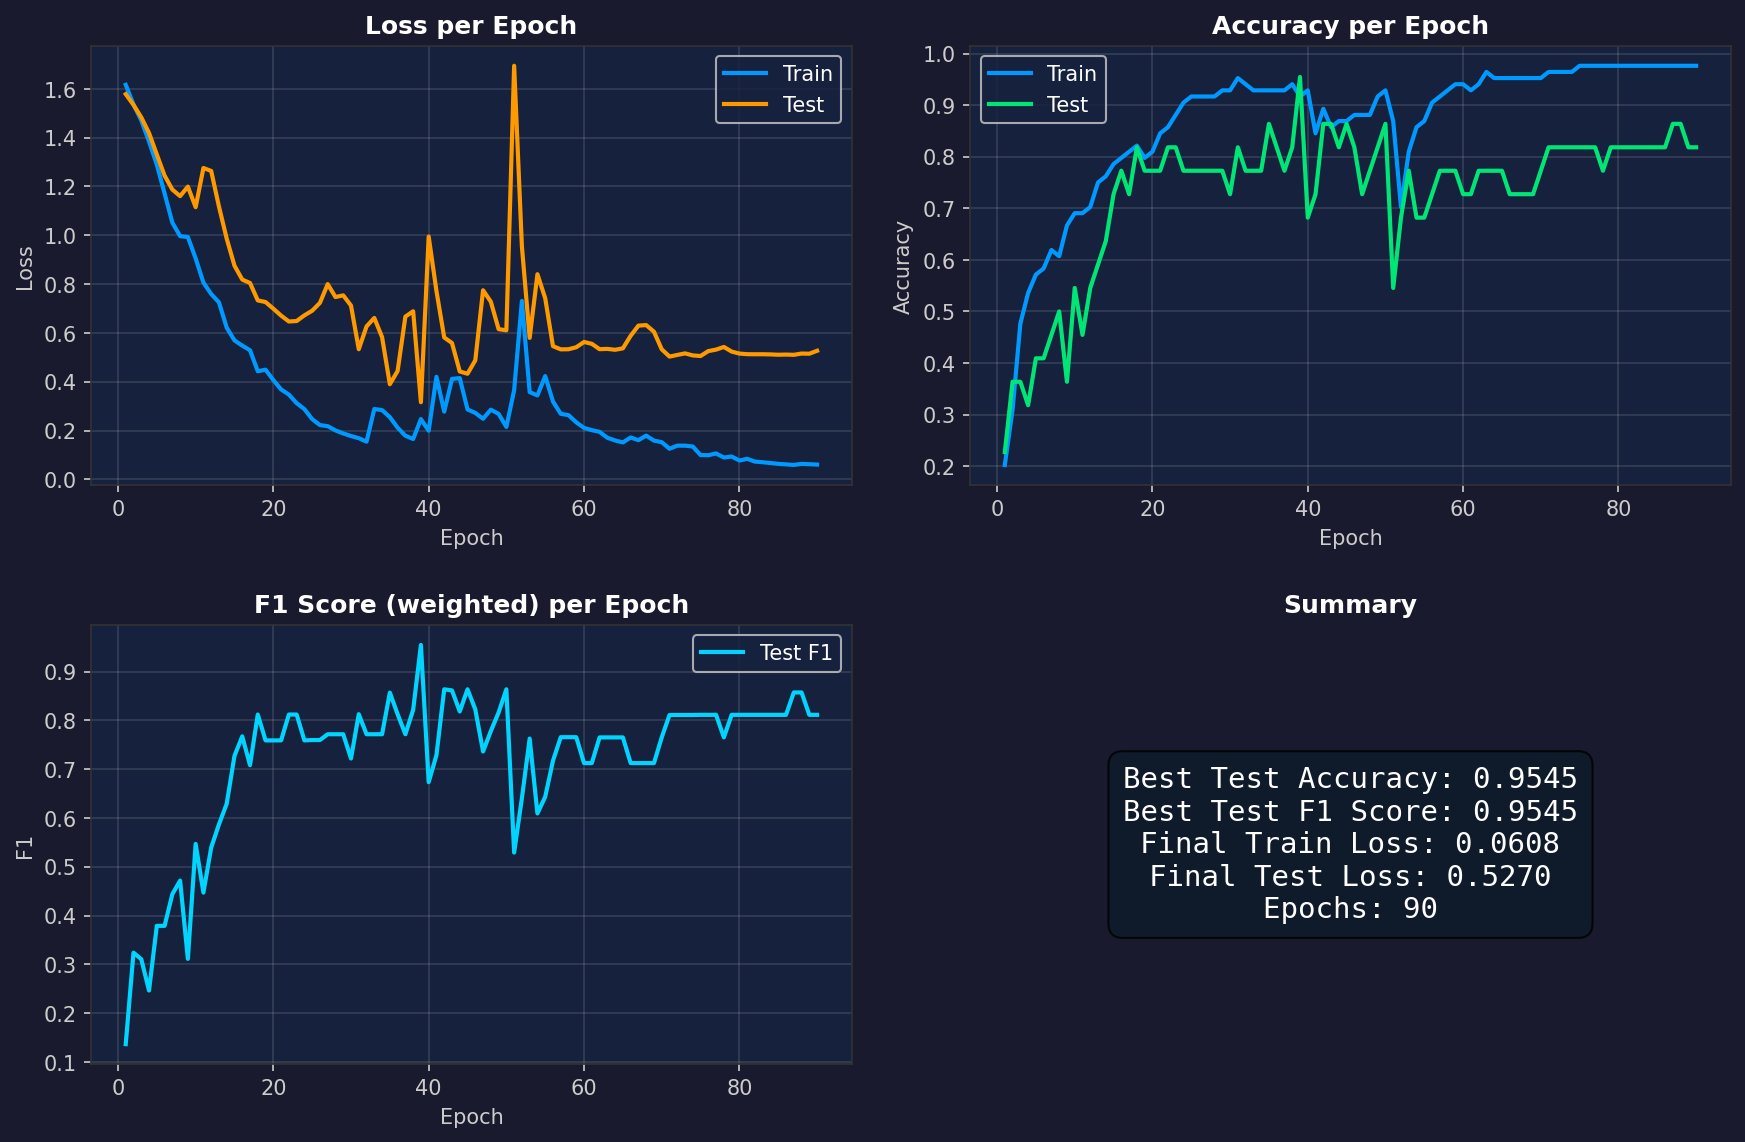 Loss per Epoch
Train
Test
1.6
1.4
1.2
1.0
0.8
0.6
0.4
0.2
0.0
Loss
0 20 40 60 80
Epoch
Accuracy per Epoch
Train
Test
1.0
0.9
0.8
0.7
0.6
0.5
0.4
0.3
0.2
Accuracy
0 20 40 60 80
Epoch
F1 Score (weighted) per Epoch
Test F1
0.9
0.8
0.7
0.6
0.5
0.4
0.3
0.2
0.1
F1
0 20 40 60 80
Epoch
Summary
Best Test Accuracy: 0.9545
Best Test F1 Score: 0.9545
Final Train Loss: 0.0608
Final Test Loss: 0.5270
Epochs: 90